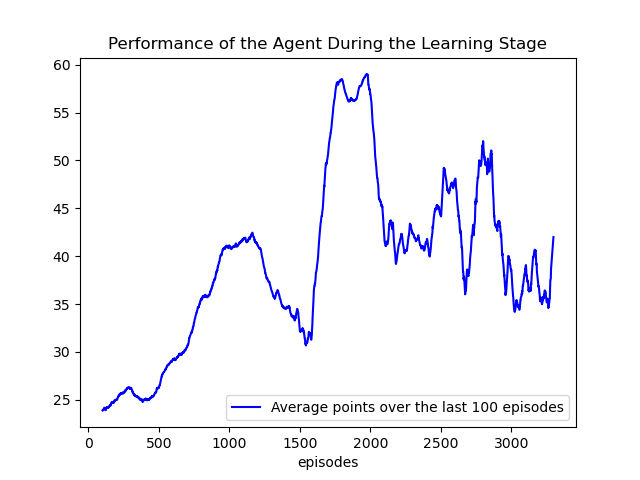 Performance of the Agent During the Learning Stage
60
55
50
45
40
35
30
25
Average points over the last 100 episodes
0 500 1000 1500 2000 2500 3000
episodes